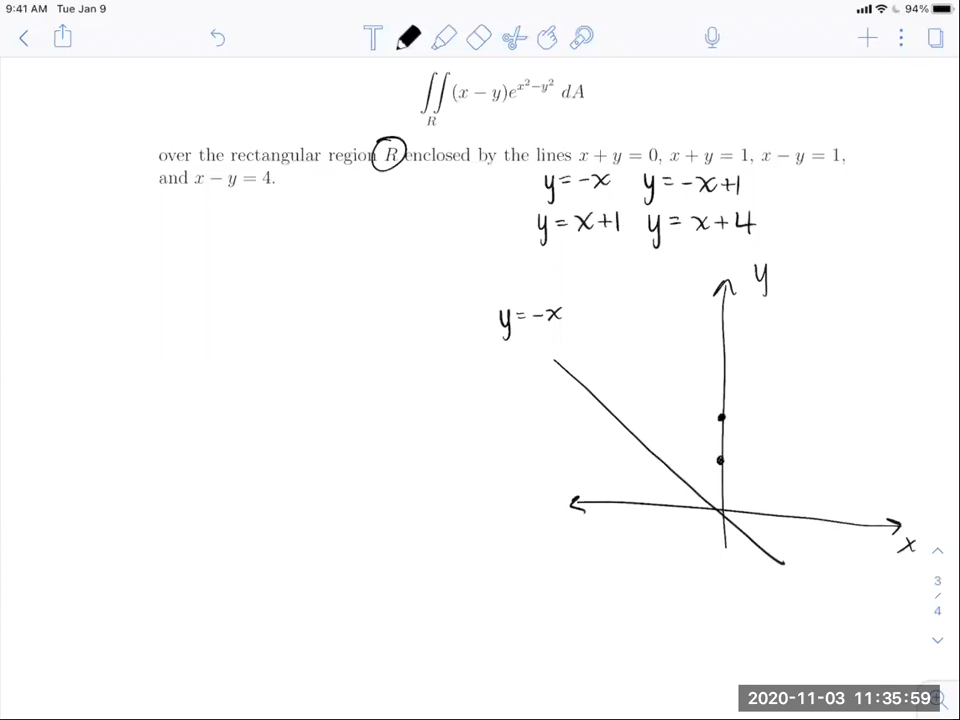 9:41 AM Tue Jan 9 94%
T
∬_R (x − y)e^{x²−y²} dA
over the rectangular region R enclosed by the lines x + y = 0, x + y = 1, x − y = 1,
and x − y = 4.
y = -x y = -x+1
y = x+1 y = x+4
y
y = -x
x
3
/
4
2020-11-03 11:35:59